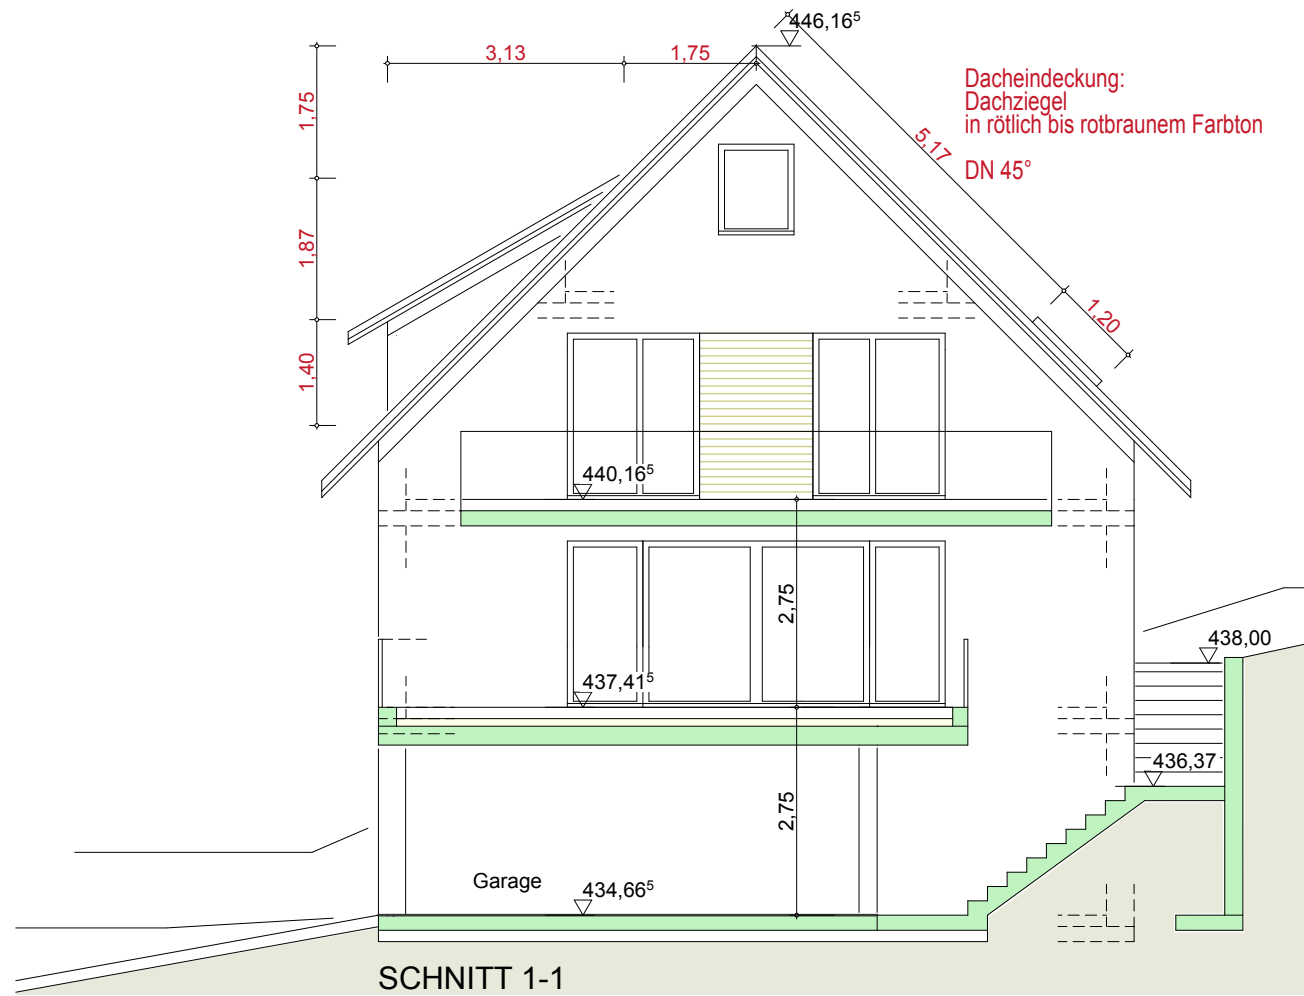 446,16⁵
3,13
1,75
1,75
Dacheindeckung:
Dachziegel
in rötlich bis rotbraunem Farbton
5,17
DN 45°
1,87
1,20
1,40
440,16⁵
2,75
438,00
437,41⁵
436,37
2,75
Garage
434,66⁵
SCHNITT 1-1